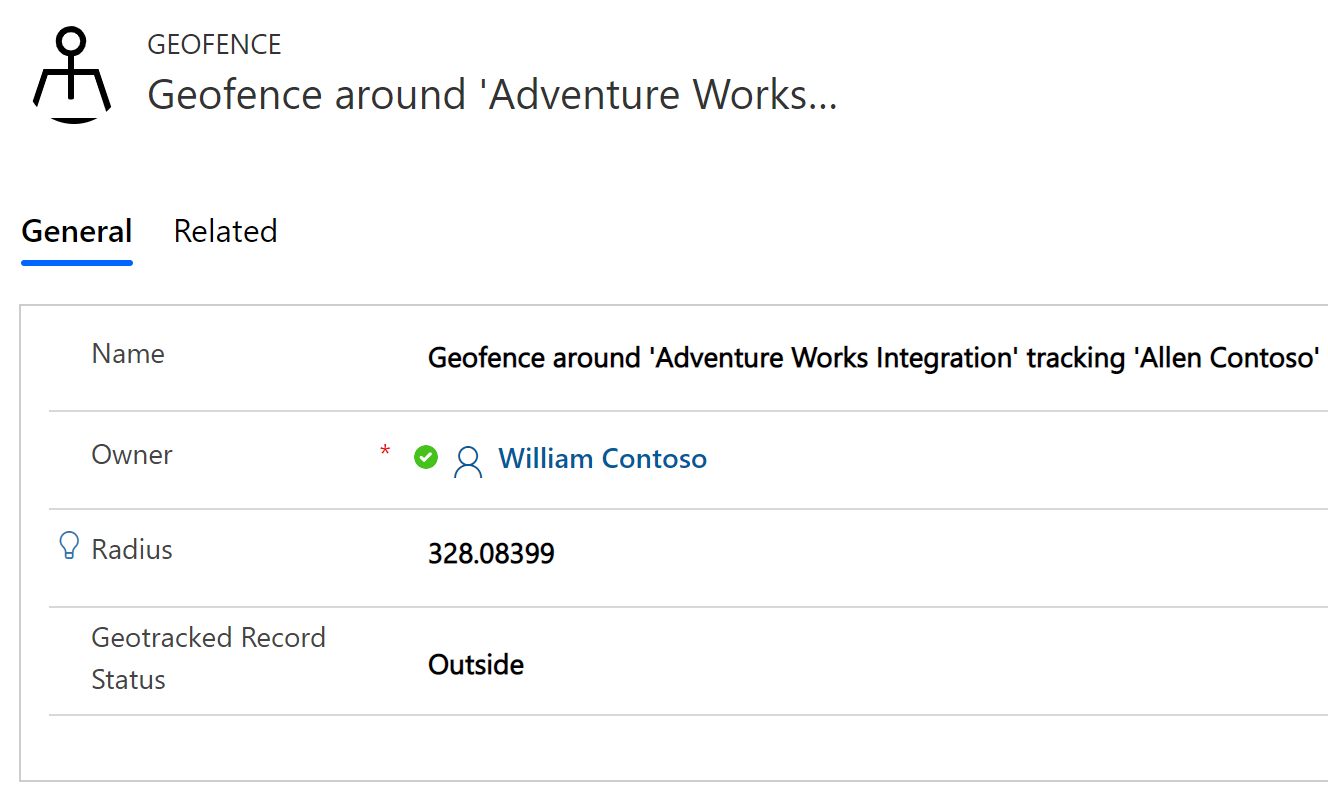 GEOFENCE
Geofence around 'Adventure Works...
General Related
Name Geofence around 'Adventure Works Integration' tracking 'Allen Contoso'
Owner * William Contoso
Radius 328.08399
Geotracked Record
Status
Outside